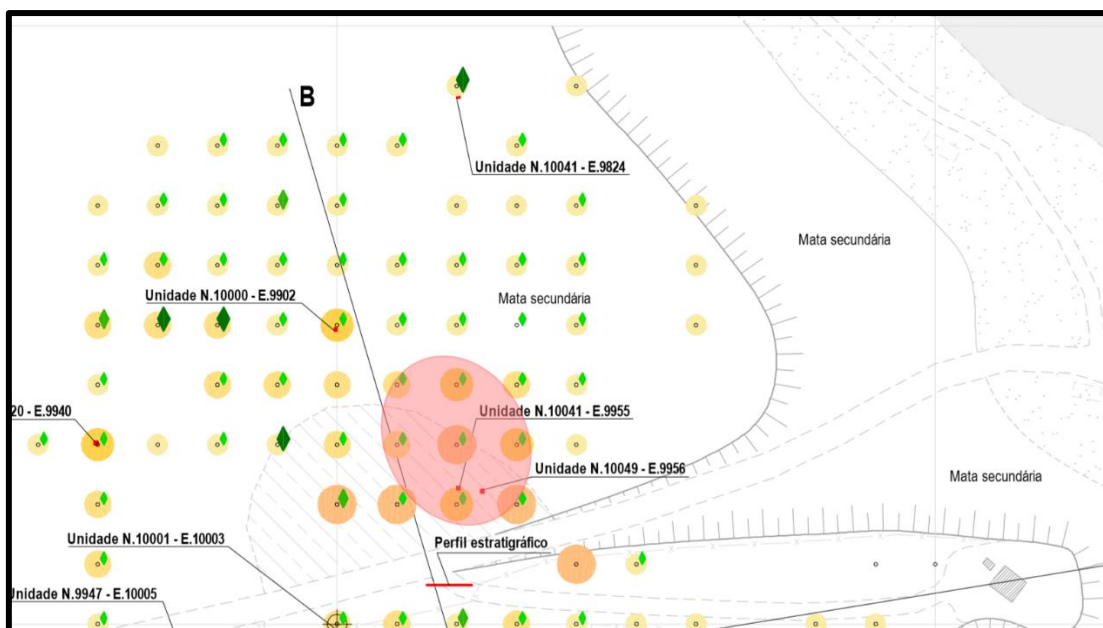 B
Unidade N.10041 - E.9824
Mata secundária
Unidade N.10000 - E.9902
Mata secundária
20 - E.9940
Unidade N.10041 - E.9955
Unidade N.10049 - E.9956
Mata secundária
Unidade N.10001 - E.10003
Perfil estratigráfico
Unidade N.9947 - E.10005